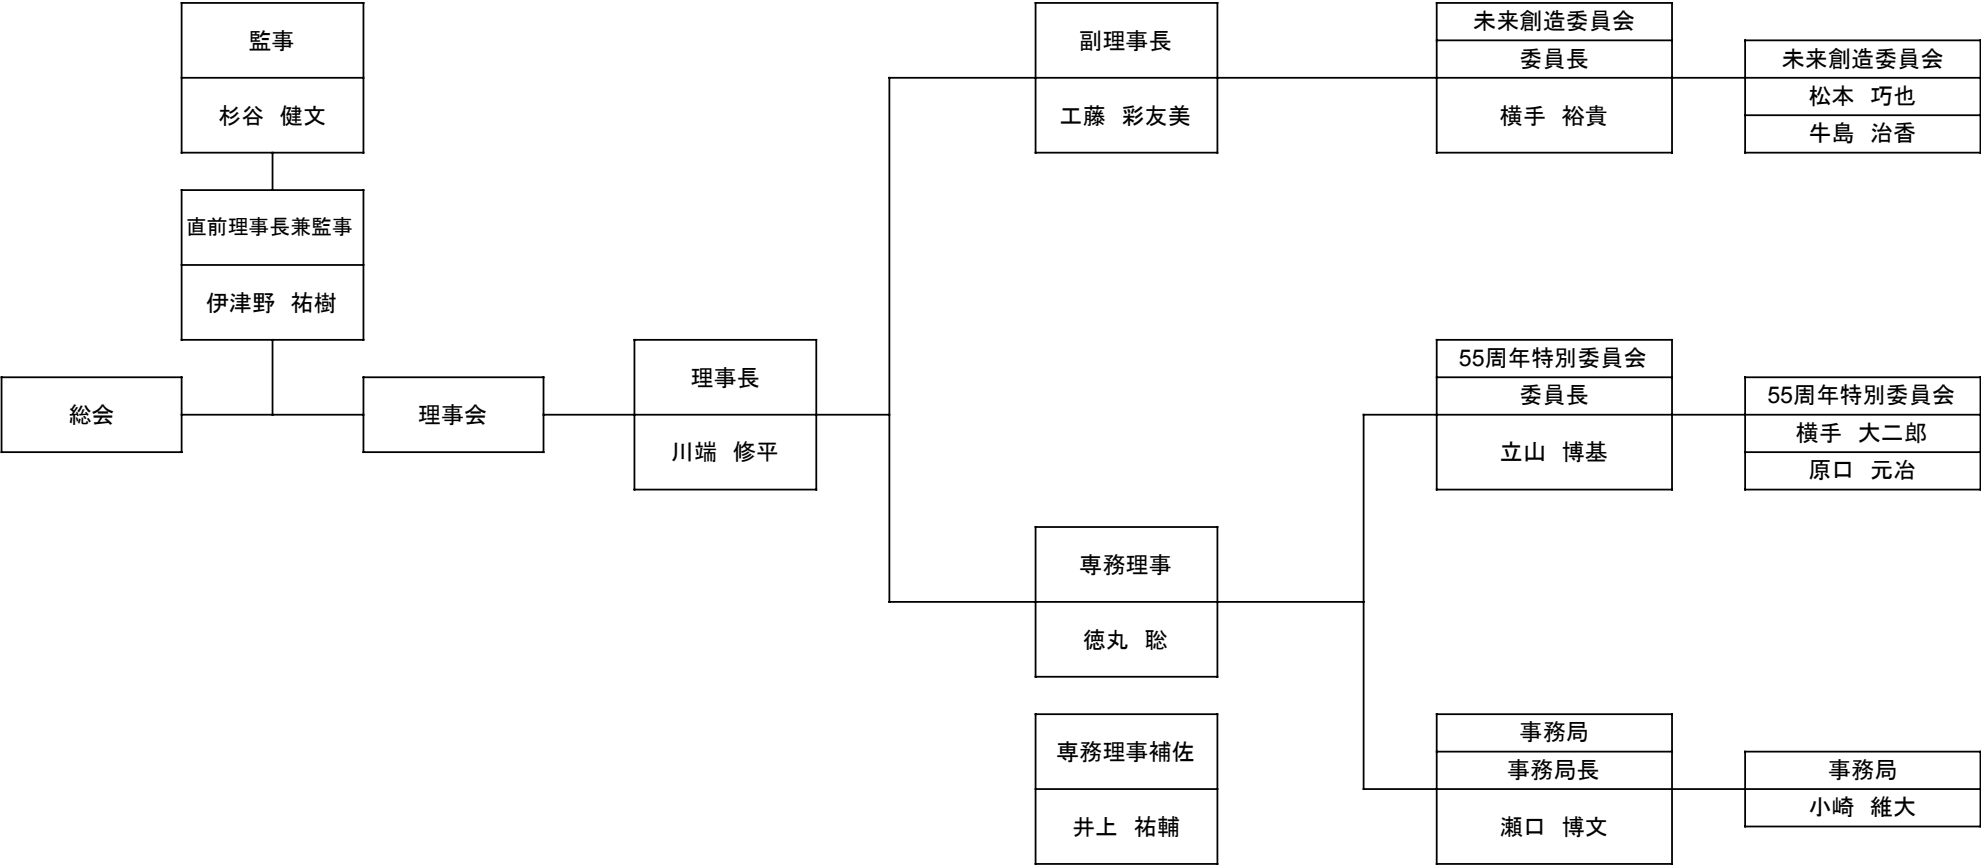 監事
杉谷　健文
直前理事長兼監事
伊津野　祐樹
総会
理事会
理事長
川端　修平
副理事長
工藤　彩友美
未来創造委員会
委員長
横手　裕貴
未来創造委員会
松本　巧也
牛島　治香
専務理事
徳丸　聡
55周年特別委員会
委員長
立山　博基
55周年特別委員会
横手　大二郎
原口　元冶
専務理事補佐
井上　祐輔
事務局
事務局長
瀬口　博文
事務局
小崎　維大